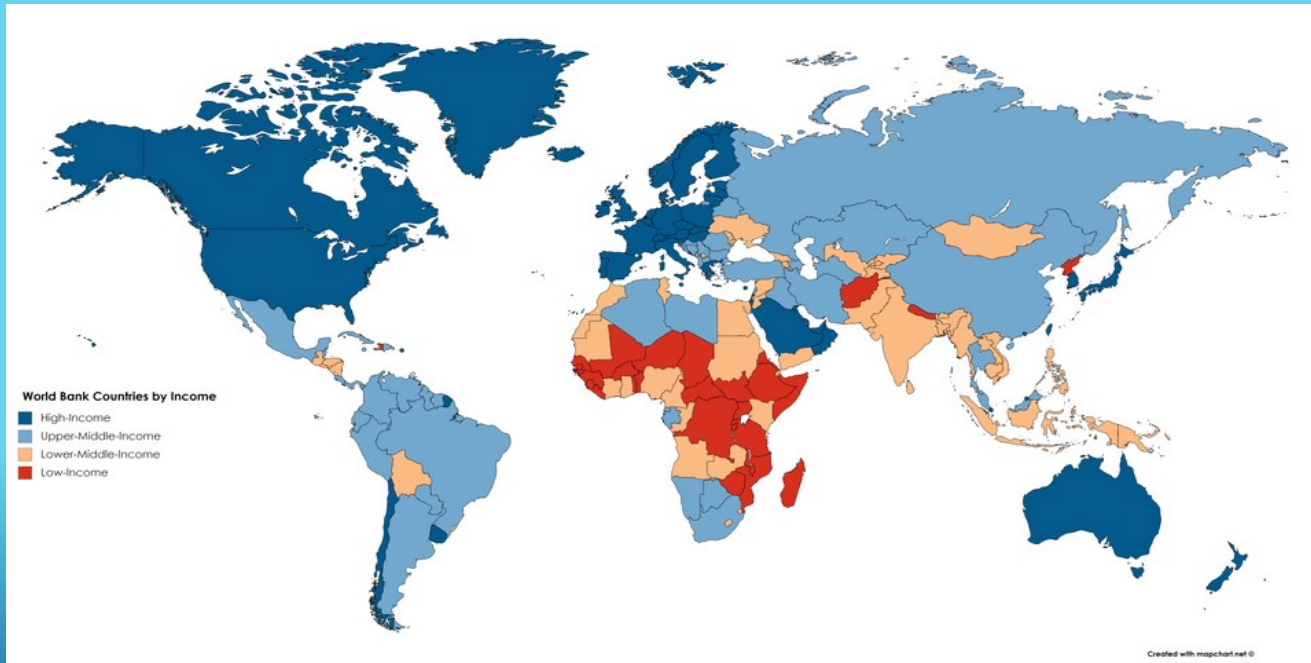 World Bank Countries by Income
High-Income
Upper-Middle-Income
Lower-Middle-Income
Low-Income
Created with mapchart.net ©